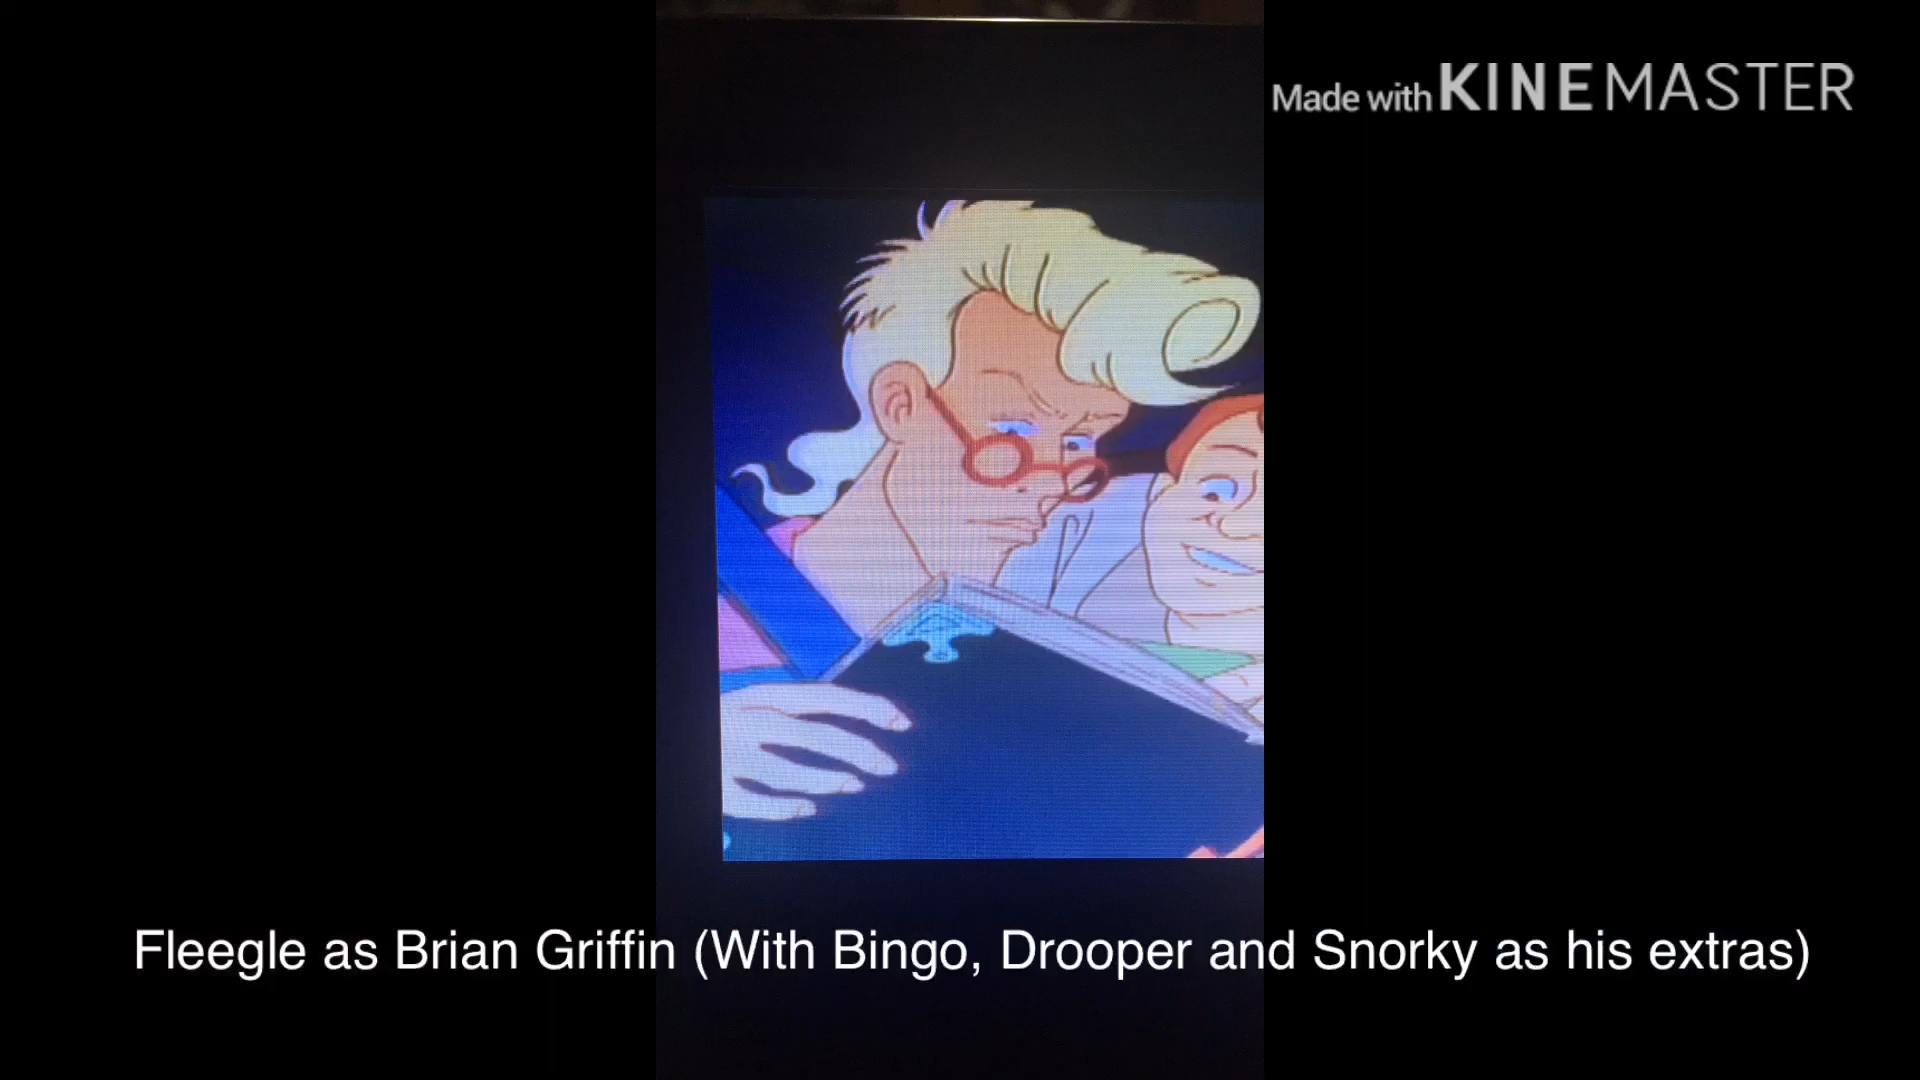 Made with KINEMASTER
Fleegle as Brian Griffin (With Bingo, Drooper and Snorky as his extras)